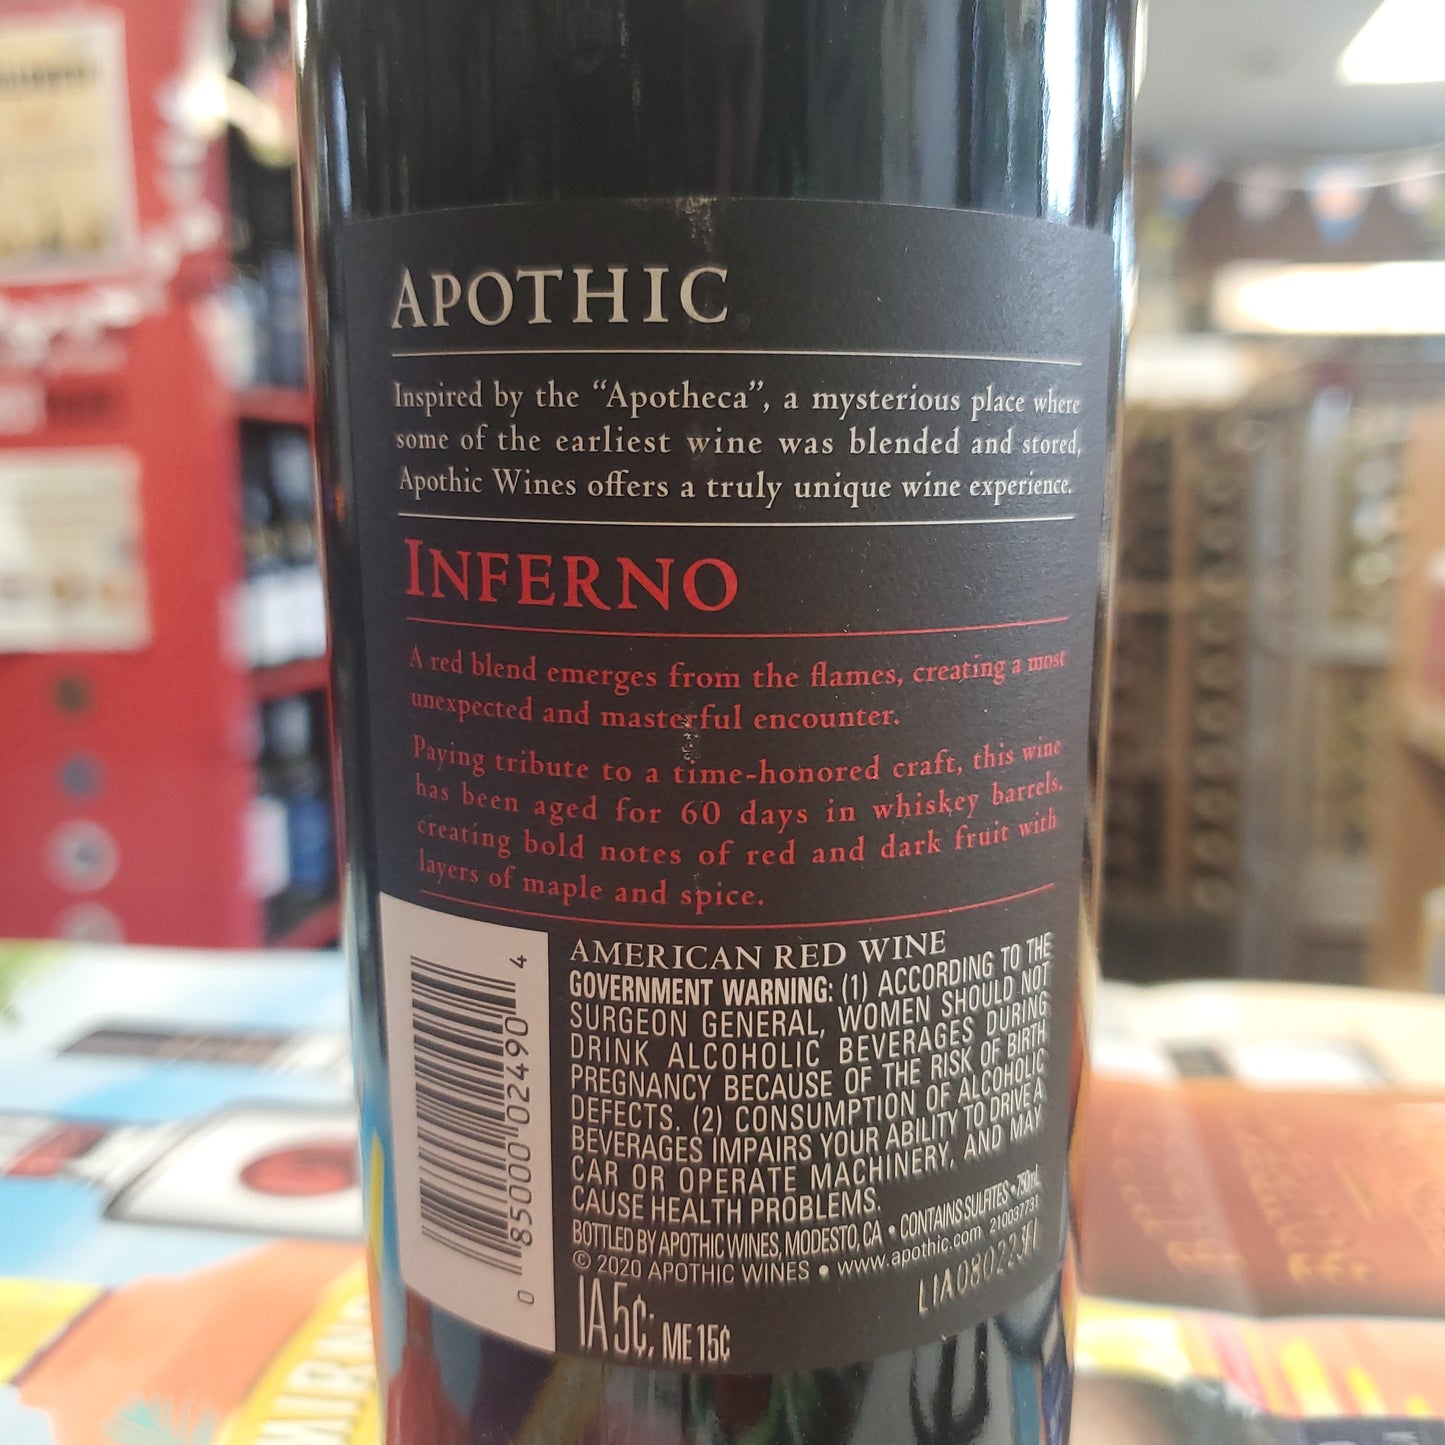 APOTHIC
Inspired by the “Apotheca”, a mysterious place where
some of the earliest wine was blended and stored,
Apothic Wines offers a truly unique wine experience.
INFERNO
A red blend emerges from the flames, creating a most
unexpected and masterful encounter.
Paying tribute to a time-honored craft, this wine
has been aged for 60 days in whiskey barrels,
creating bold notes of red and dark fruit with
layers of maple and spice.
AMERICAN RED WINE
GOVERNMENT WARNING: (1) ACCORDING TO THE
SURGEON GENERAL, WOMEN SHOULD NOT
DRINK ALCOHOLIC BEVERAGES DURING
PREGNANCY BECAUSE OF THE RISK OF BIRTH
DEFECTS. (2) CONSUMPTION OF ALCOHOLIC
BEVERAGES IMPAIRS YOUR ABILITY TO DRIVE A
CAR OR OPERATE MACHINERY, AND MAY
CAUSE HEALTH PROBLEMS.
BOTTLED BY APOTHIC WINES, MODESTO, CA • CONTAINS SULFITES • 750mL
© 2020 APOTHIC WINES • www.apothic.com 210037731
IA 5¢; ME 15¢
0 85000 02490 4